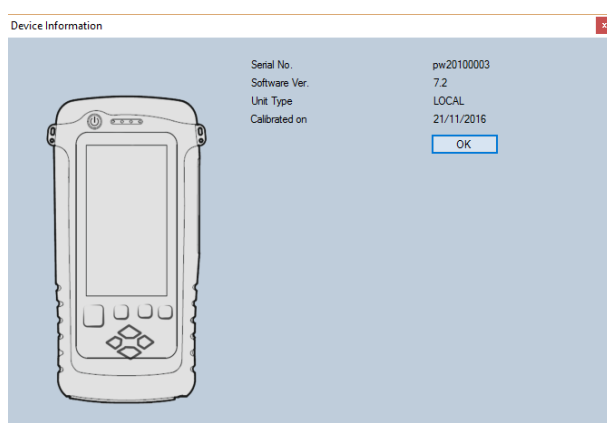 Device Information
Serial No. pw20100003
Software Ver. 7.2
Unit Type LOCAL
Calibrated on 21/11/2016
OK